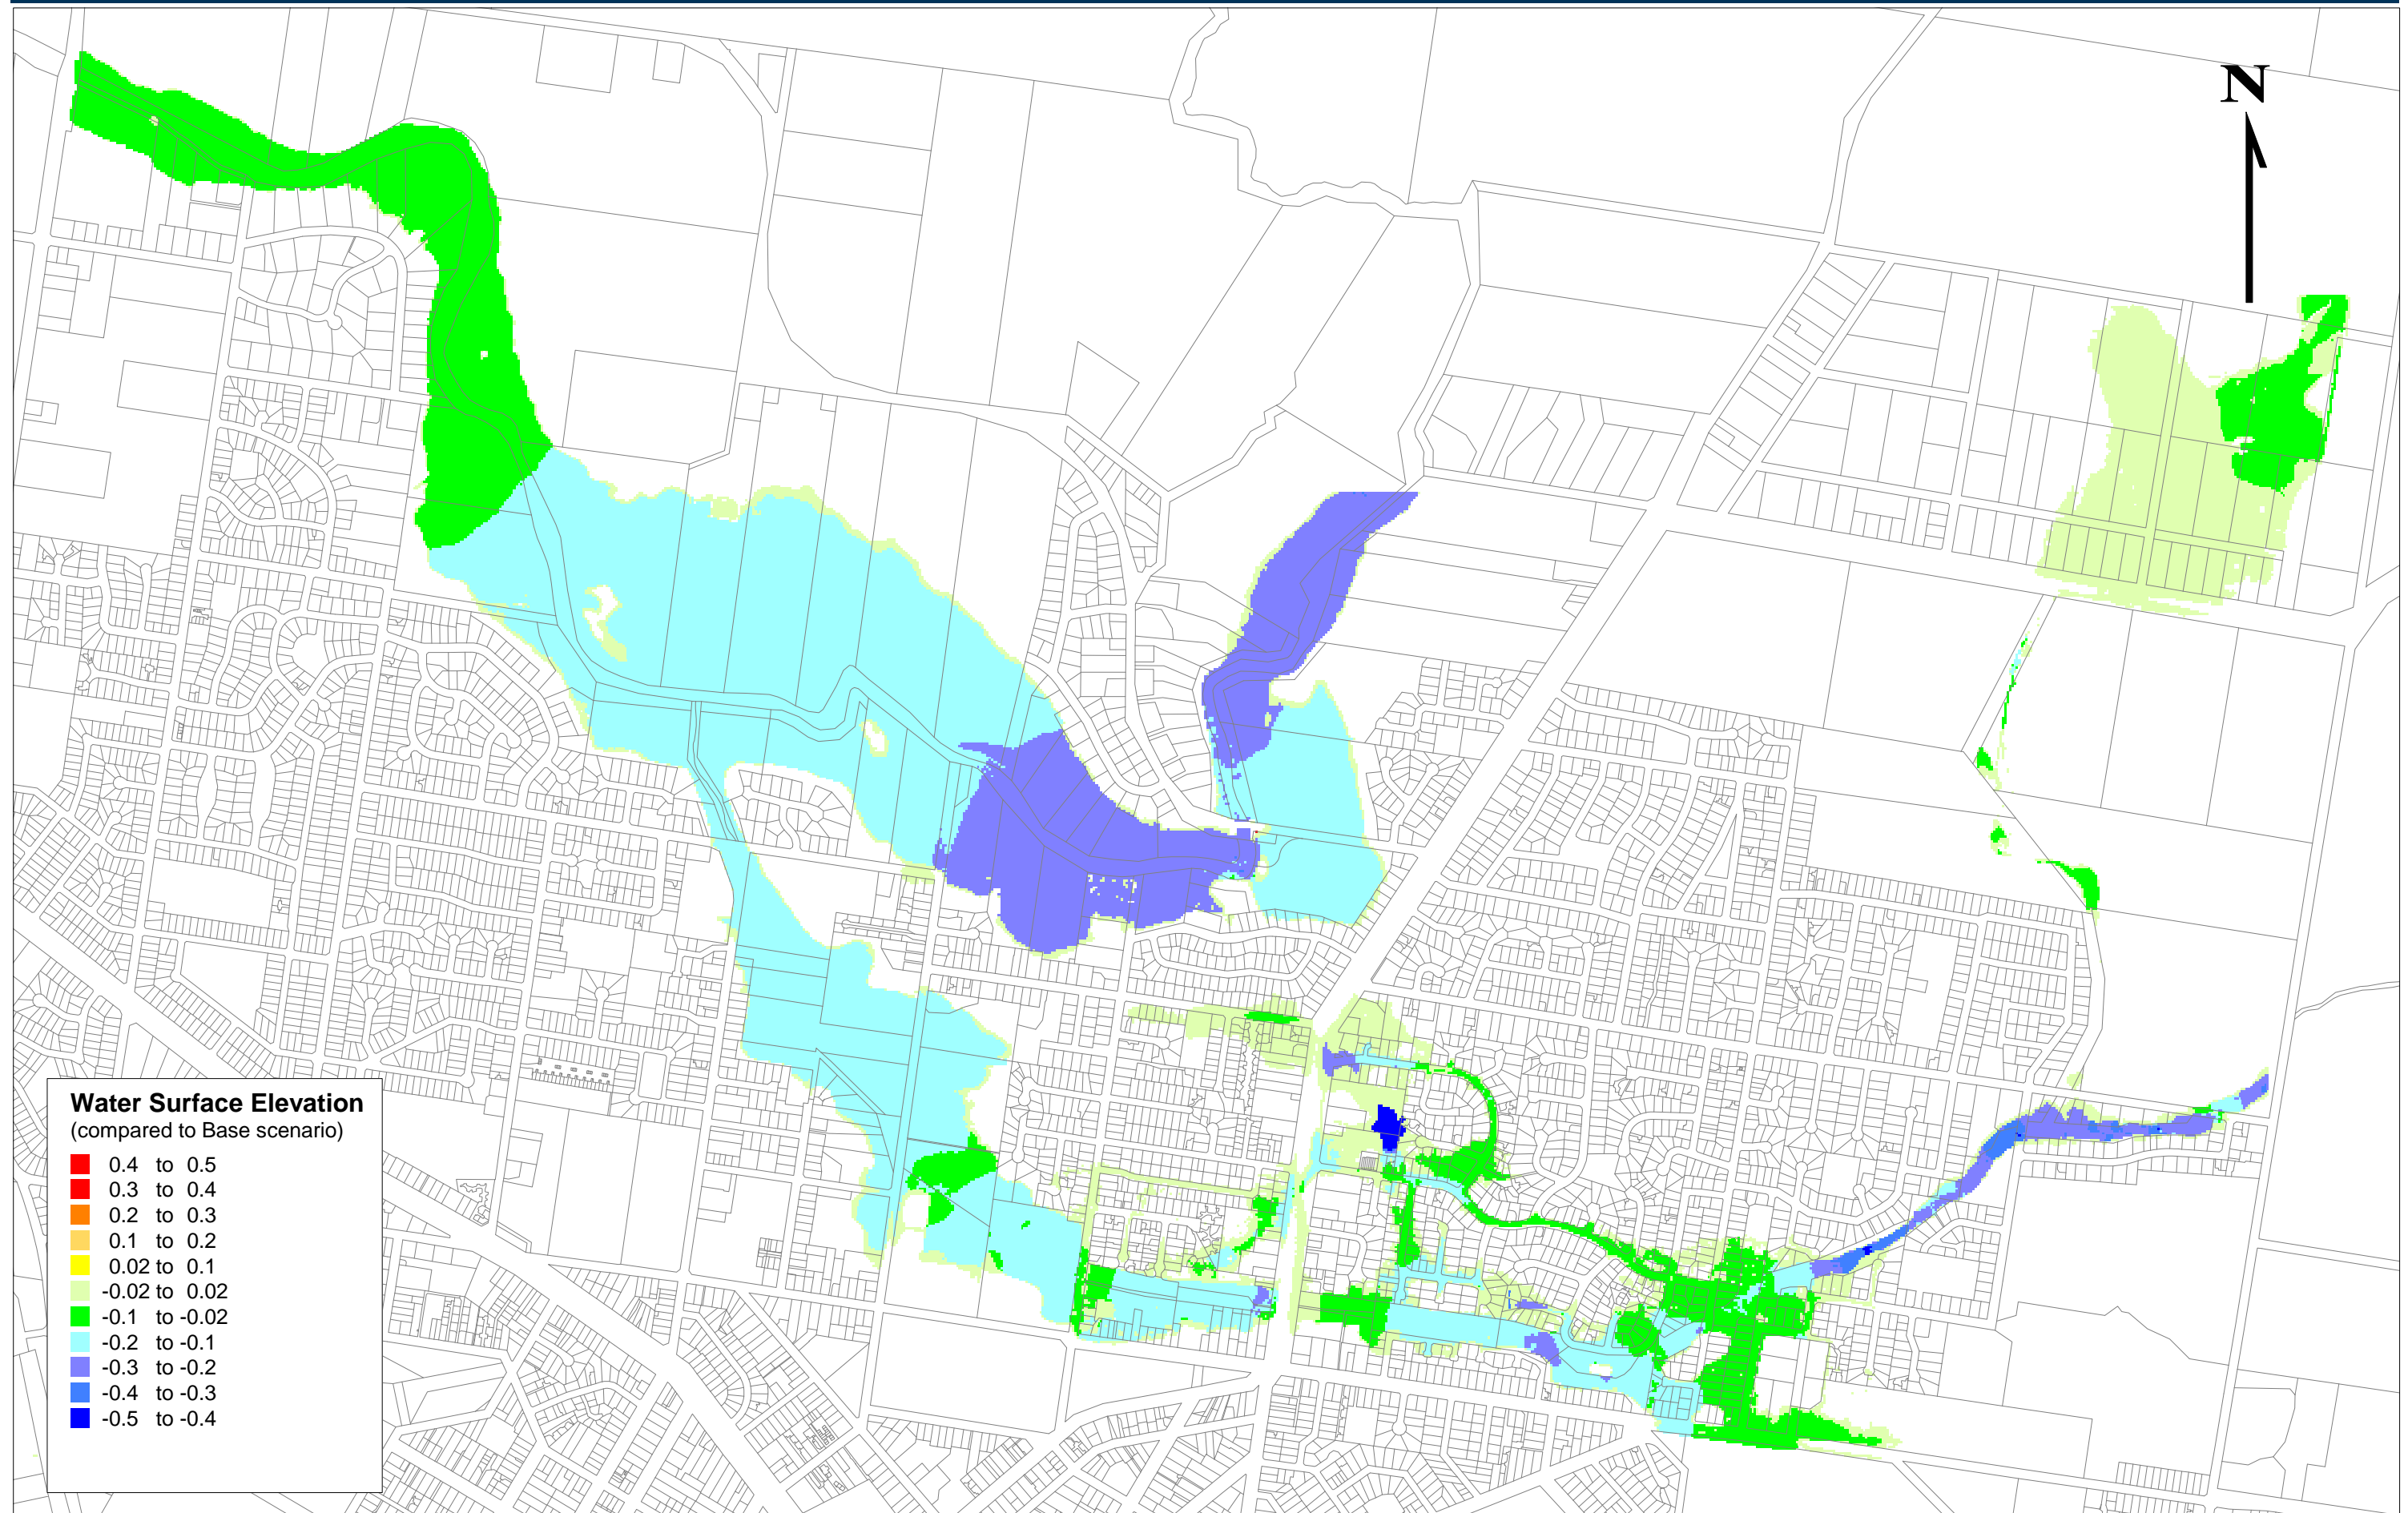 N
Water Surface Elevation
(compared to Base scenario)
0.4 to 0.5
0.3 to 0.4
0.2 to 0.3
0.1 to 0.2
0.02 to 0.1
-0.02 to 0.02
-0.1 to -0.02
-0.2 to -0.1
-0.3 to -0.2
-0.4 to -0.3
-0.5 to -0.4